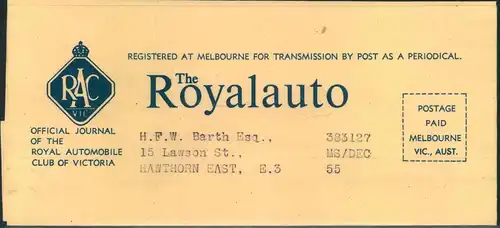 REGISTERED AT MELBOURNE FOR TRANSMISSION BY POST AS A PERIODICAL.
RAC
VIC
The
Royalauto
OFFICIAL JOURNAL
OF THE
ROYAL AUTOMOBILE
CLUB OF VICTORIA
H.F.W. Barth Esq., 383127
15 Lawson St., MS/DEC
HAWTHORN EAST, E.3 55
POSTAGE
PAID
MELBOURNE
VIC., AUST.